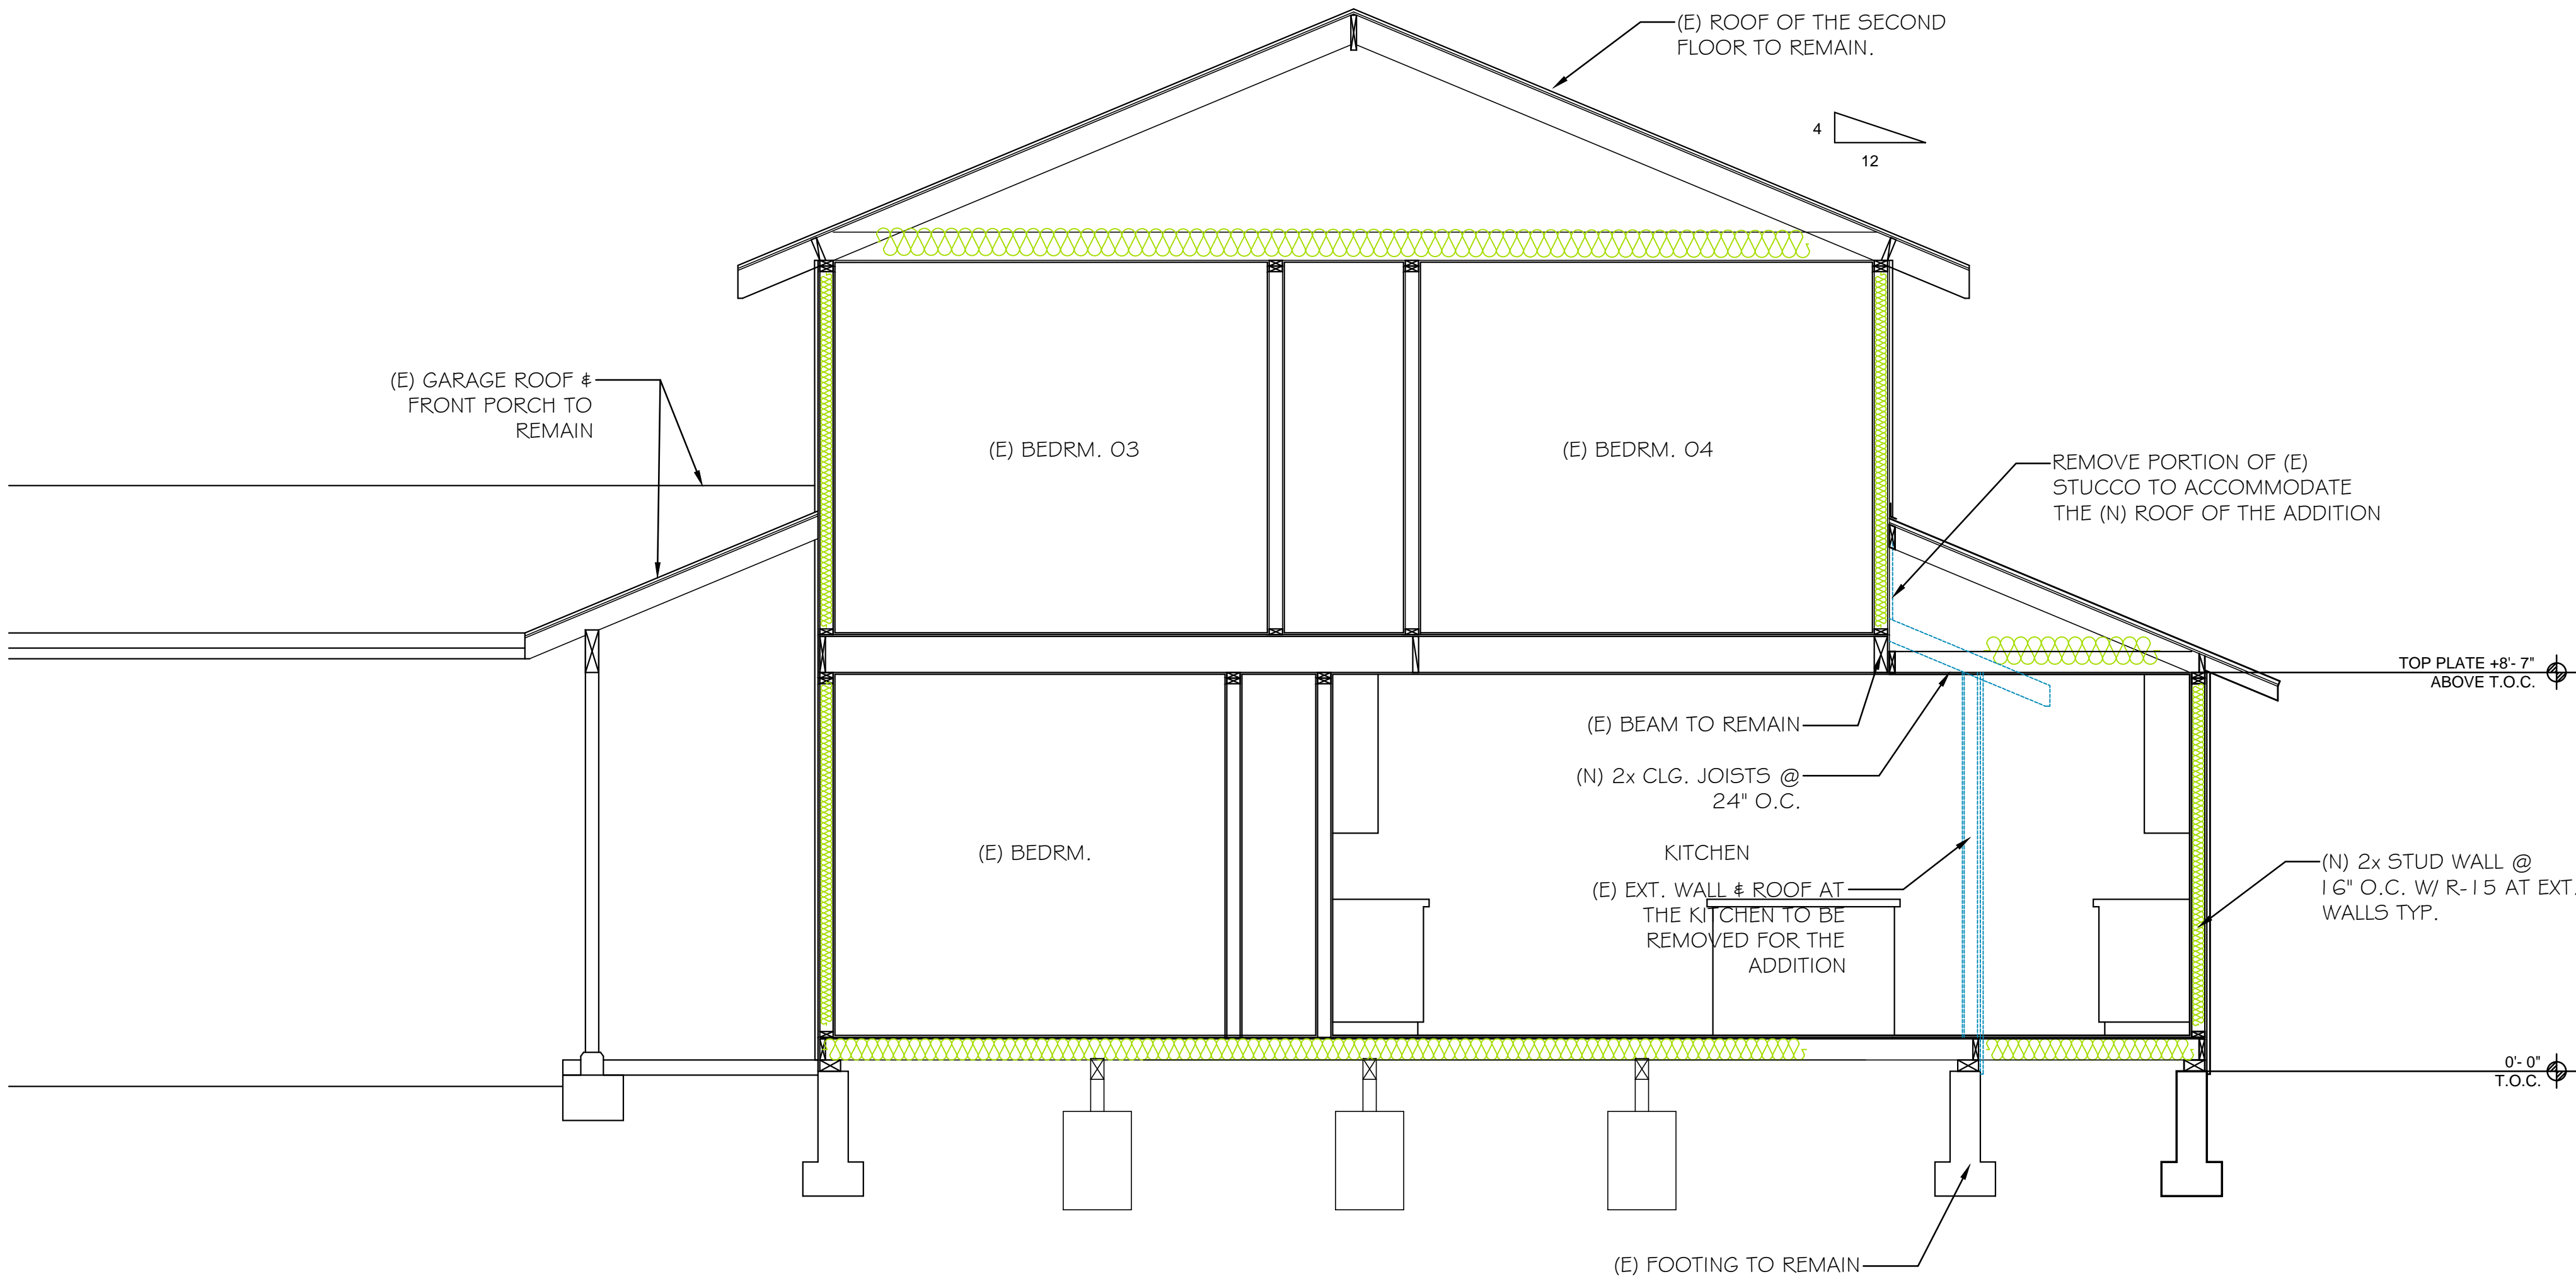 (E) ROOF OF THE SECOND
FLOOR TO REMAIN.
4
12
(E) GARAGE ROOF &
FRONT PORCH TO
REMAIN
(E) BEDRM. 03
(E) BEDRM. 04
REMOVE PORTION OF (E)
STUCCO TO ACCOMMODATE
THE (N) ROOF OF THE ADDITION
TOP PLATE +8'- 7"
ABOVE T.O.C.
(E) BEAM TO REMAIN
(N) 2x CLG. JOISTS @
24" O.C.
(E) BEDRM.
KITCHEN
(E) EXT. WALL & ROOF AT
THE KITCHEN TO BE
REMOVED FOR THE
ADDITION
(N) 2x STUD WALL @
16" O.C. W/ R-15 AT EXT.
WALLS TYP.
0'- 0"
T.O.C.
(E) FOOTING TO REMAIN